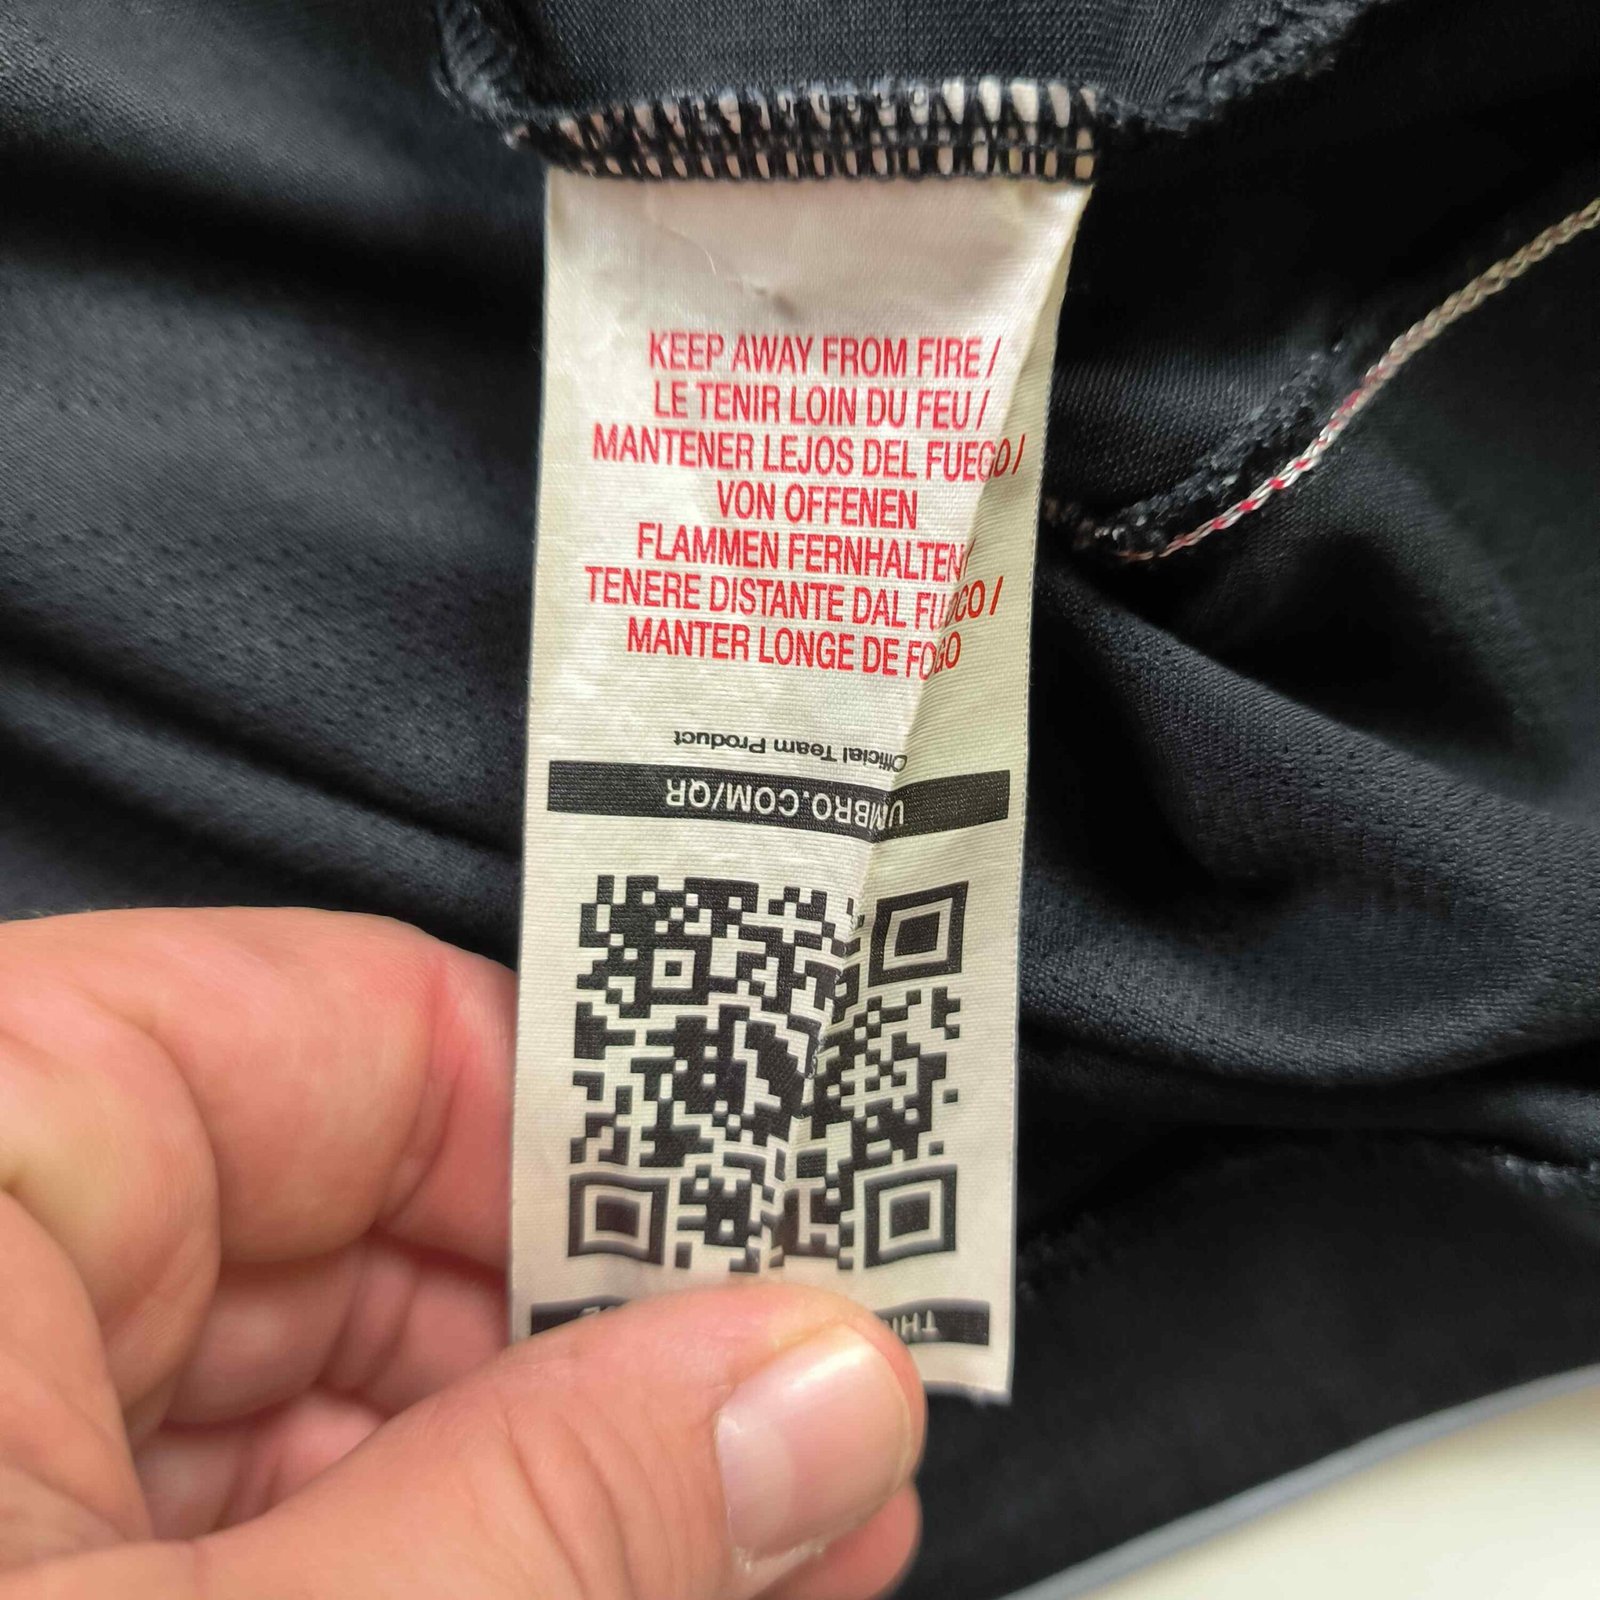 KEEP AWAY FROM FIRE /
LE TENIR LOIN DU FEU /
MANTENER LEJOS DEL FUEGO /
VON OFFENEN
FLAMMEN FERNHALTEN /
TENERE DISTANTE DAL FUOCO /
MANTER LONGE DE FOGO
Official Team Product
UMBRO.COM/QR